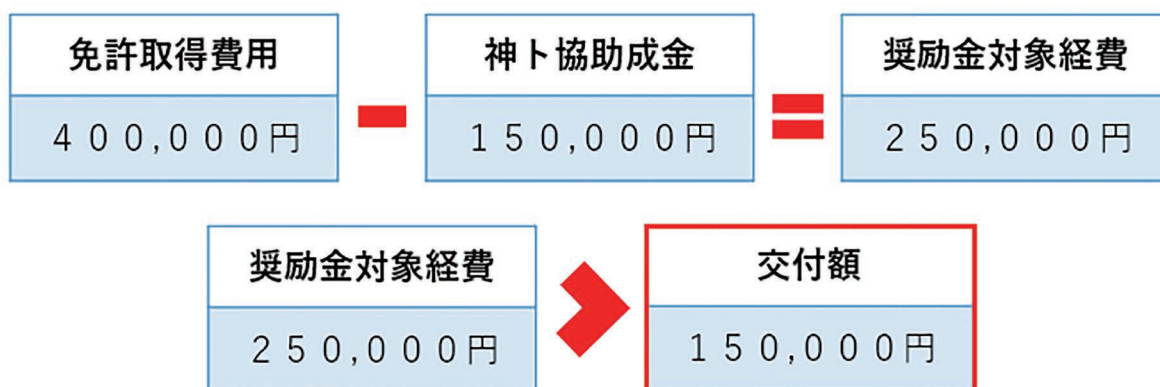 免許取得費用 神ト協助成金 奨励金対象経費
400,000円 - 150,000円 = 250,000円
奨励金対象経費 > 交付額
250,000円 150,000円